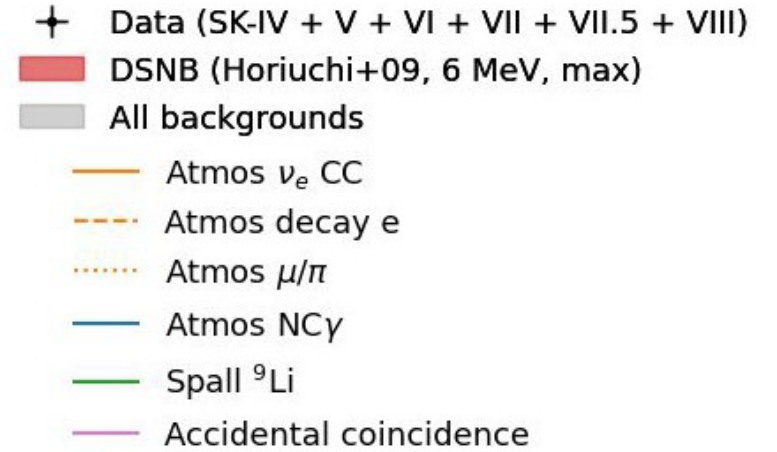 Data (SK-IV + V + VI + VII + VII.5 + VIII)
DSNB (Horiuchi+09, 6 MeV, max)
All backgrounds
Atmos νₑ CC
Atmos decay e
Atmos μ/π
Atmos NCγ
Spall ⁹Li
Accidental coincidence